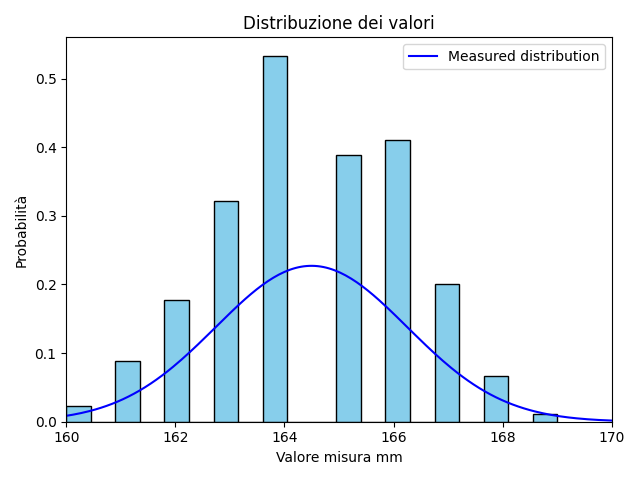 Distribuzione dei valori
Measured distribution
Probabilità
0.5
0.4
0.3
0.2
0.1
0.0
160 162 164 166 168 170
Valore misura mm